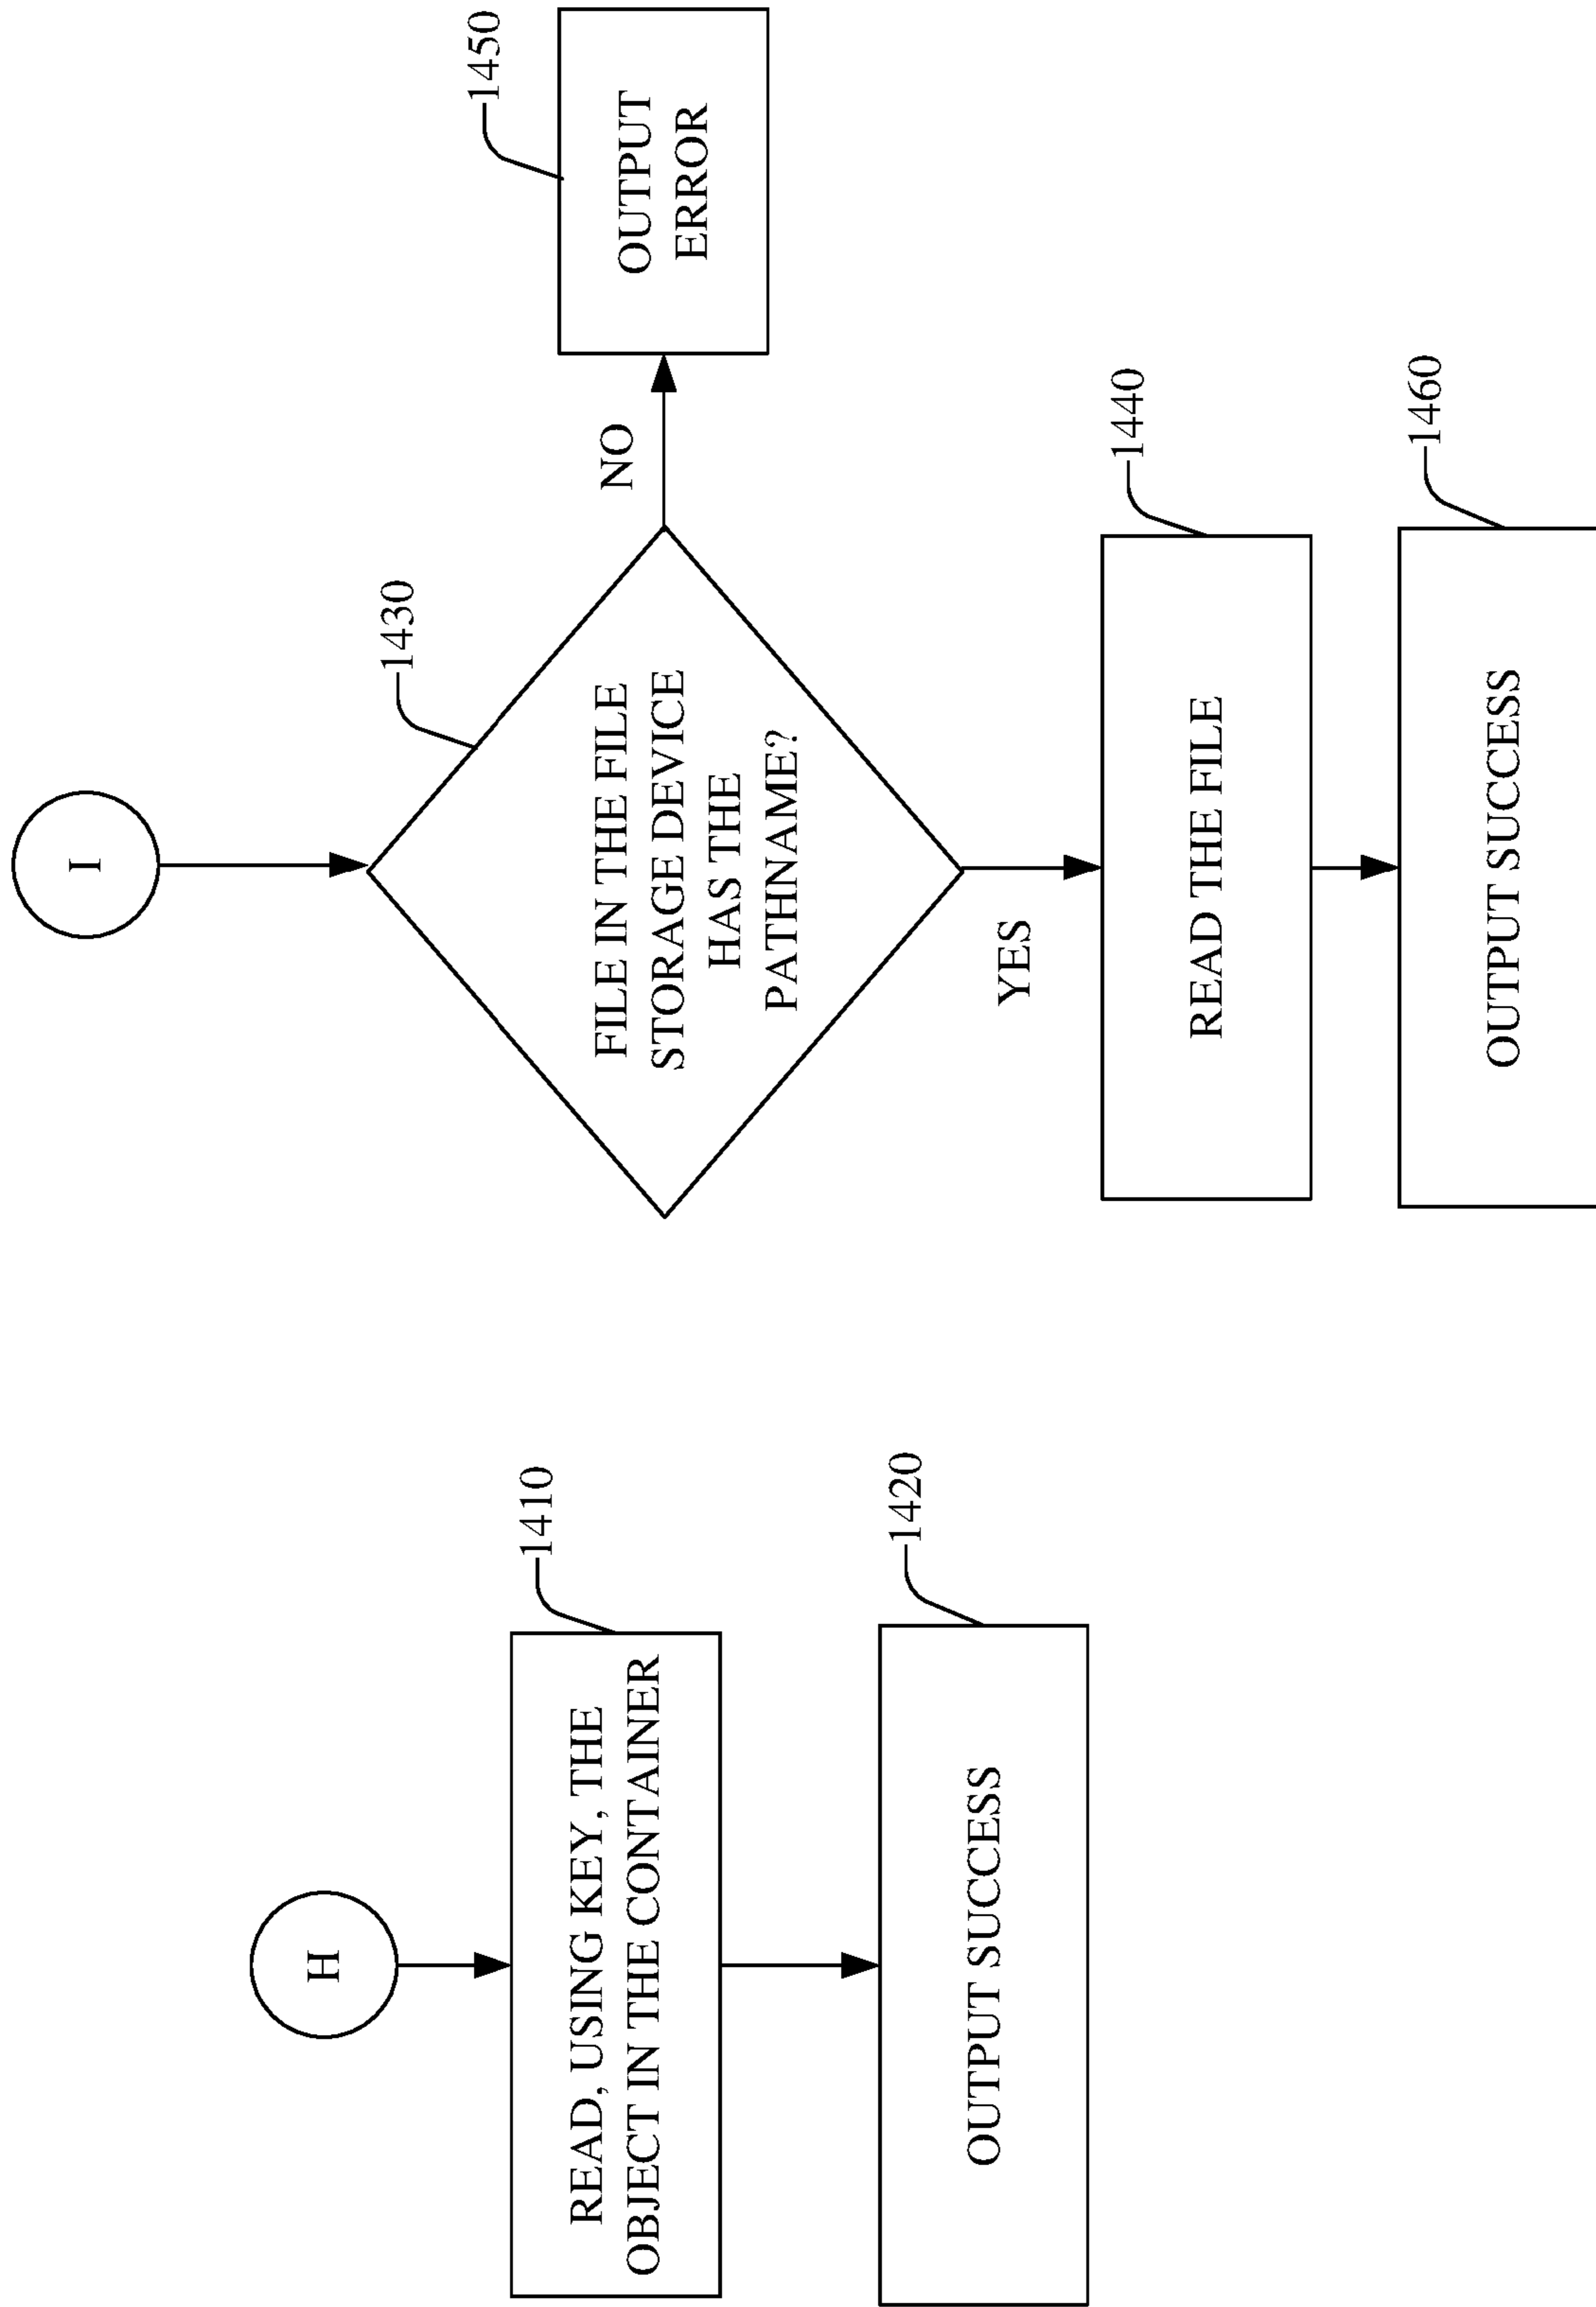 H
1410
READ, USING KEY, THE
OBJECT IN THE CONTAINER
1420
OUTPUT SUCCESS
I
1430
FILE IN THE FILE
STORAGE DEVICE
HAS THE
PATHNAME?
NO
1450
OUTPUT
ERROR
YES
1440
READ THE FILE
1460
OUTPUT SUCCESS